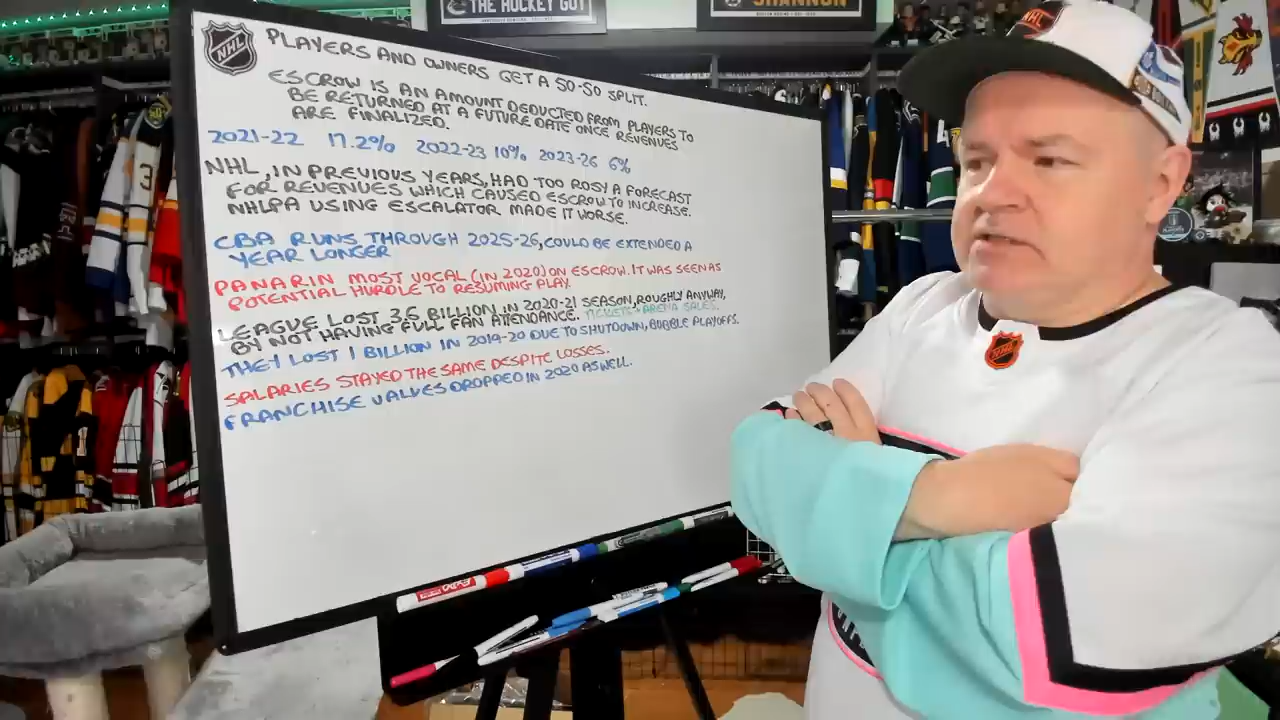 THE HOCKEY GUY
SHANNON
NHL
PLAYERS AND OWNERS GET A 50-50 SPLIT.
ESCROW IS AN AMOUNT DEDUCTED FROM PLAYERS TO
BE RETURNED AT A FUTURE DATE ONCE REVENUES
ARE FINALIZED.
2021-22 17.2% 2022-23 10% 2023-26 6%
NHL, IN PREVIOUS YEARS, HAD TOO ROSY A FORECAST
FOR REVENUES WHICH CAUSED ESCROW TO INCREASE.
NHLPA USING ESCALATOR MADE IT WORSE.
CBA RUNS THROUGH 2025-26, COULD BE EXTENDED A
YEAR LONGER
PANARIN MOST VOCAL (IN 2020) ON ESCROW. IT WAS SEEN AS
POTENTIAL HURDLE TO RESUMING PLAY.
LEAGUE LOST 3.6 BILLION IN 2020-21 SEASON, ROUGHLY ANYWAY,
BY NOT HAVING FULL FAN ATTENDANCE. TICKETS + ARENA SALES.
THEY LOST 1 BILLION IN 2019-20 DUE TO SHUTDOWN, BUBBLE PLAYOFFS.
SALARIES STAYED THE SAME DESPITE LOSSES.
FRANCHISE VALUES DROPPED IN 2020 AS WELL.
NHL
NHL
3